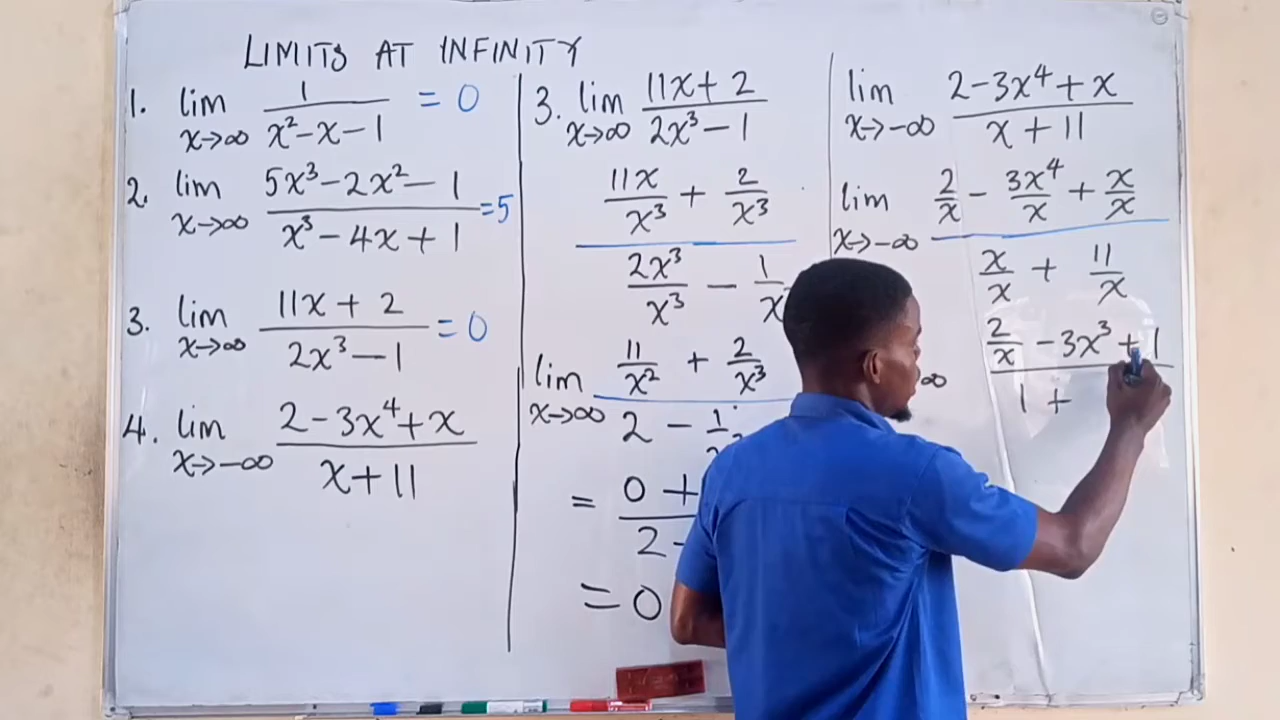 LIMITS AT INFINITY
1. lim x→∞ 1 / x² - x - 1 = 0
2. lim x→∞ 5x³ - 2x² - 1 / x³ - 4x + 1 = 5
3. lim x→∞ 11x + 2 / 2x³ - 1 = 0
4. lim x→-∞ 2 - 3x⁴ + x / x + 11
3. lim x→∞ 11x + 2 / 2x³ - 1
11x/x³ + 2/x³
2x³/x³ - 1/x
lim x→∞ 11/x² + 2/x³
2 - 1
= 0 +
2 -
= 0
lim x→-∞ 2 - 3x⁴ + x / x + 11
lim x→-∞ 2/x - 3x⁴/x + x/x
x/x + 11/x
∞ 2/x - 3x³ + 1
1 +